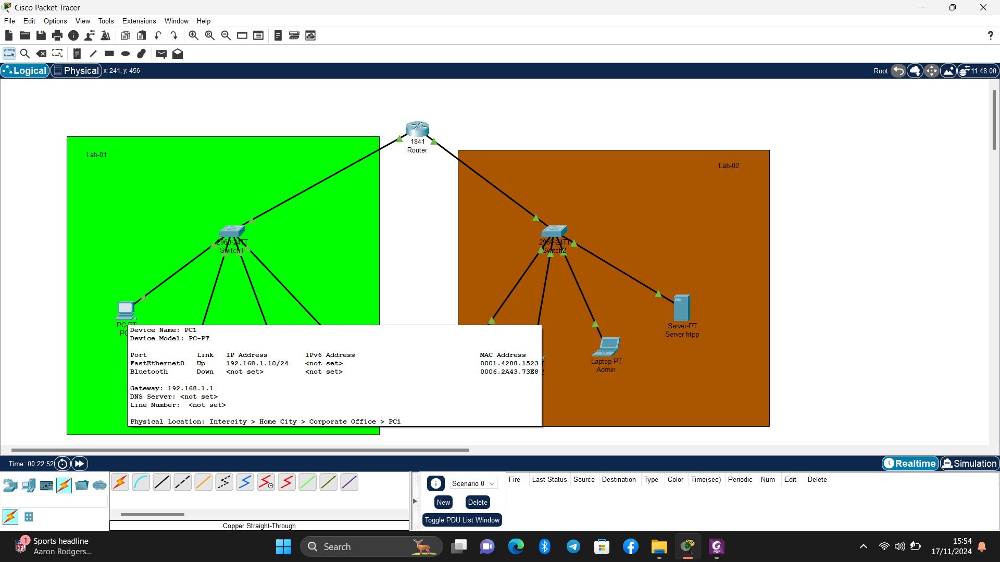 Cisco Packet Tracer
File Edit Options View Tools Extensions Window Help
?
Logical Physical x: 241, y: 456 Root 11:48:00
1841
Router
Lab-01
Lab-02
2960-24TT
Switch1
2960-24TT
Switch2
PC-PT
PC
Server-PT
Server htpp
Laptop-PT
Admin
Device Name: PC1
Device Model: PC-PT
Port Link IP Address IPv6 Address MAC Address
FastEthernet0 Up 192.168.1.10/24 <not set> 0001.4288.1523
Bluetooth Down <not set> <not set> 0006.2A43.73E8
Gateway: 192.168.1.1
DNS Server: <not set>
Line Number: <not set>
Physical Location: Intercity > Home City > Corporate Office > PC1
Time: 00:22:52 Realtime Simulation
Scenario 0
New Delete
Toggle PDU List Window
Fire Last Status Source Destination Type Color Time(sec) Periodic Num Edit Delete
Copper Straight-Through
1
NFL
Sports headline
Aaron Rodgers...
Search
PDF
15:54
17/11/2024